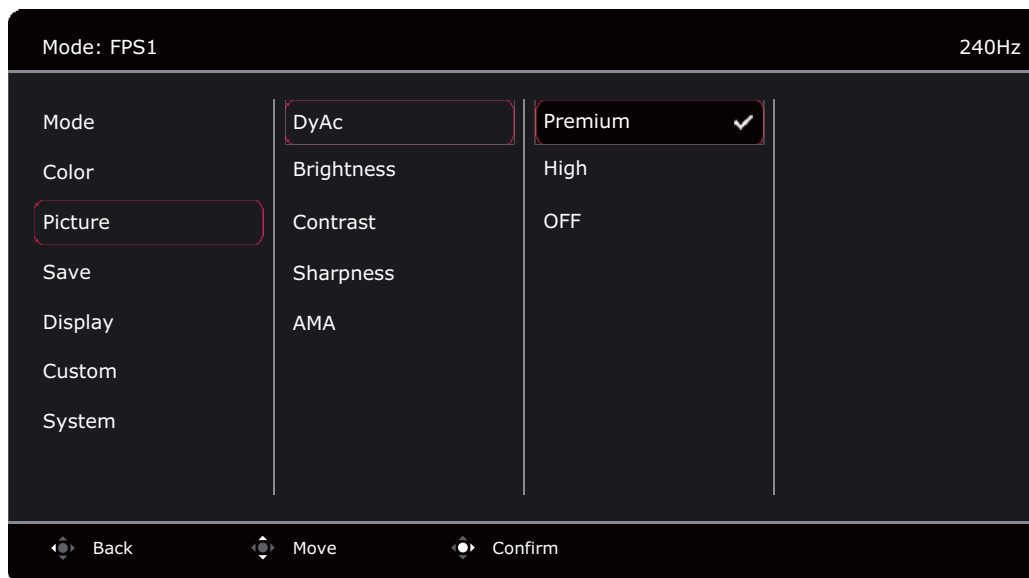 Mode: FPS1 240Hz
Mode
Color
Picture
Save
Display
Custom
System
DyAc
Brightness
Contrast
Sharpness
AMA
Premium
High
OFF
Back Move Confirm